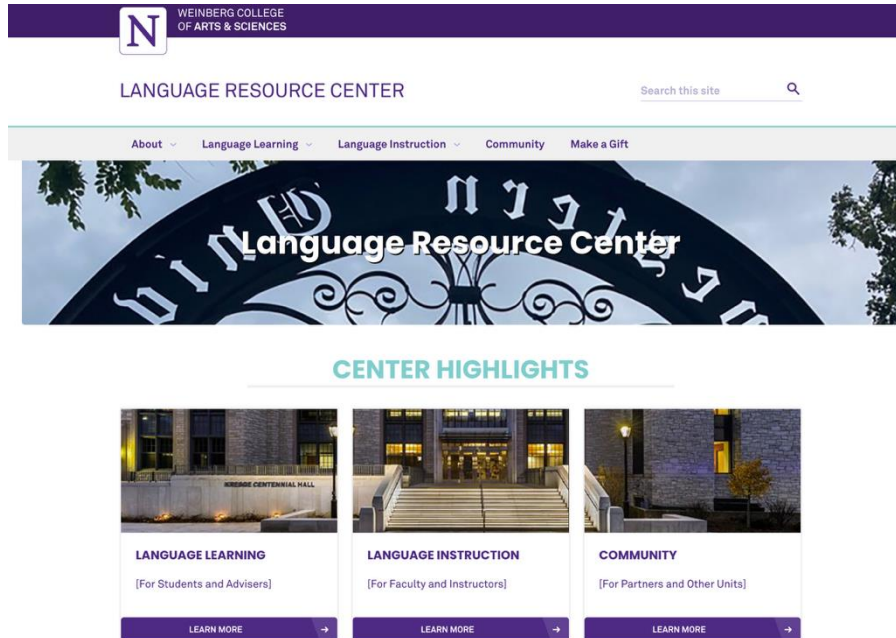 WEINBERG COLLEGE
OF ARTS & SCIENCES
N
LANGUAGE RESOURCE CENTER
Search this site
About
Language Learning
Language Instruction
Community
Make a Gift
Language Resource Center
CENTER HIGHLIGHTS
KRESGE CENTENNIAL HALL
LANGUAGE LEARNING
[For Students and Advisers]
LEARN MORE
LANGUAGE INSTRUCTION
[For Faculty and Instructors]
LEARN MORE
COMMUNITY
[For Partners and Other Units]
LEARN MORE